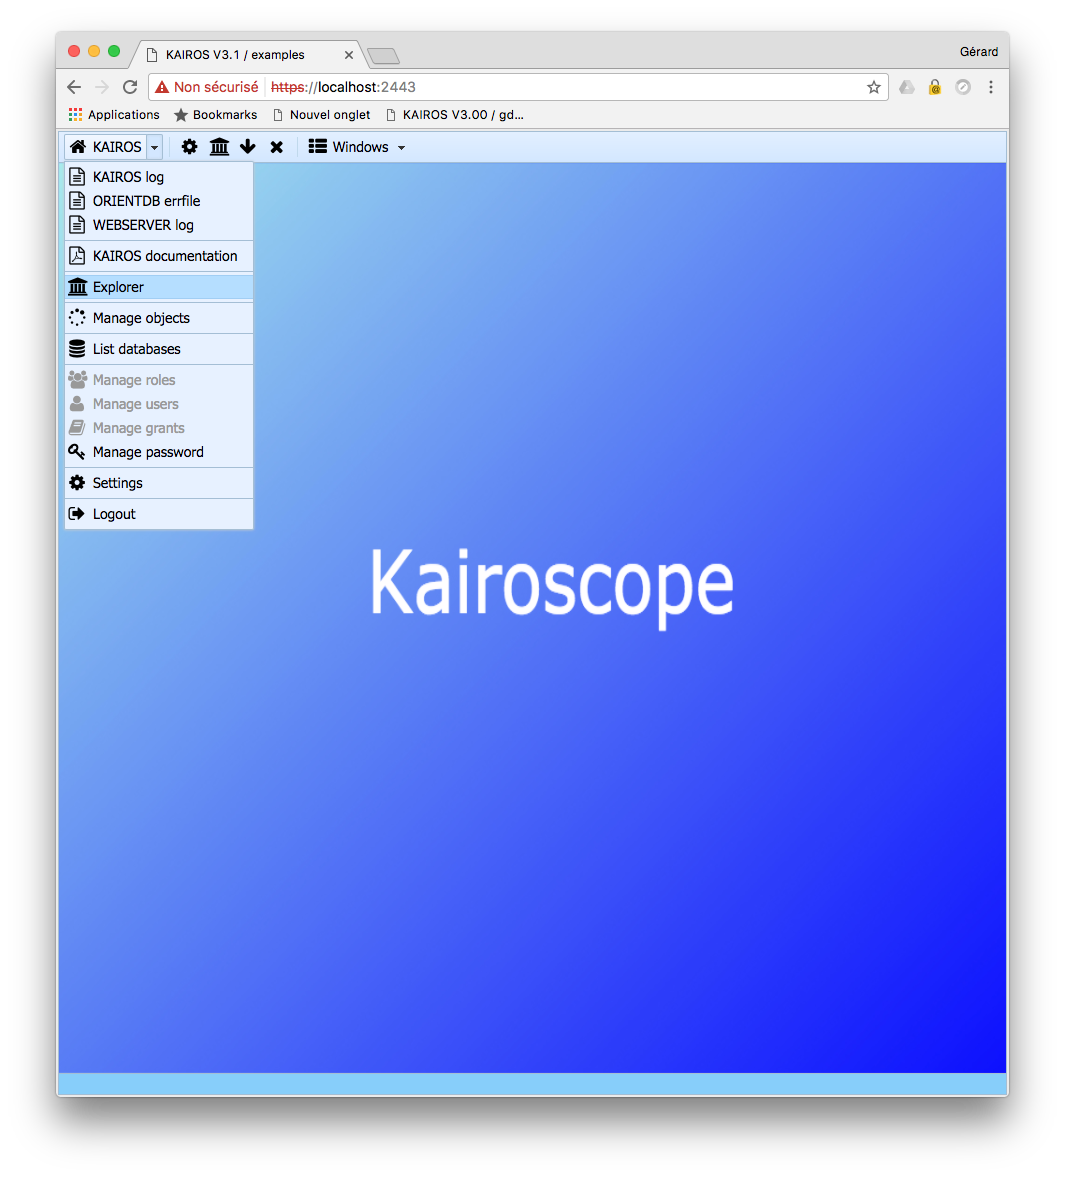 KAIROS V3.1 / examples
Gérard
Non sécurisé https://localhost:2443
Applications Bookmarks Nouvel onglet KAIROS V3.00 / gd...
KAIROS Windows
KAIROS log
ORIENTDB errfile
WEBSERVER log
KAIROS documentation
Explorer
Manage objects
List databases
Manage roles
Manage users
Manage grants
Manage password
Settings
Logout
Kairoscope